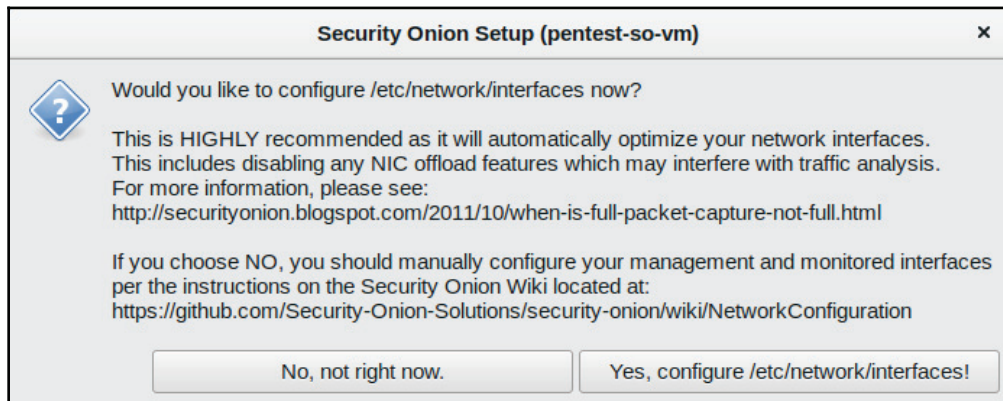 Security Onion Setup (pentest-so-vm)
Would you like to configure /etc/network/interfaces now?
This is HIGHLY recommended as it will automatically optimize your network interfaces.
This includes disabling any NIC offload features which may interfere with traffic analysis.
For more information, please see:
http://securityonion.blogspot.com/2011/10/when-is-full-packet-capture-not-full.html
If you choose NO, you should manually configure your management and monitored interfaces
per the instructions on the Security Onion Wiki located at:
https://github.com/Security-Onion-Solutions/security-onion/wiki/NetworkConfiguration
No, not right now.
Yes, configure /etc/network/interfaces!